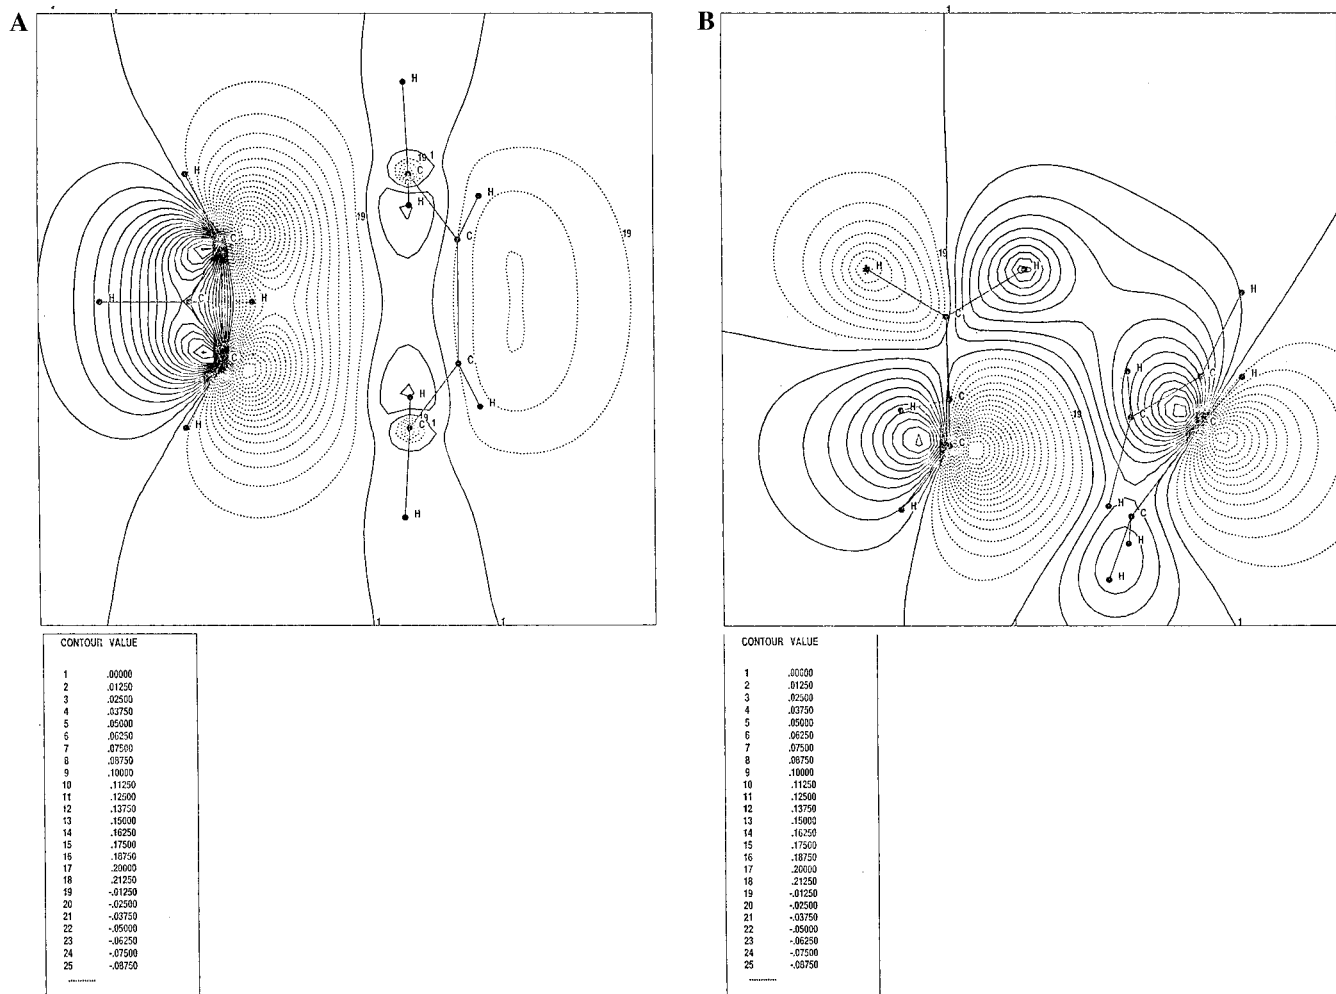 A
B
1
H
19 1
C
H
H
C
19
19
H
C
H
C
C
C
H
H
19
C 1
H
H
1
1
1
19
H
H
H
C
H
H
C
C
H
H
19
C
C
H
C
H
H
H
1
CONTOUR VALUE
1 .00000
2 .01250
3 .02500
4 .03750
5 .05000
6 .06250
7 .07500
8 .08750
9 .10000
10 .11250
11 .12500
12 .13750
13 .15000
14 .16250
15 .17500
16 .18750
17 .20000
18 .21250
19 -.01250
20 -.02500
21 -.03750
22 -.05000
23 -.06250
24 -.07500
25 -.08750
CONTOUR VALUE
1 .00000
2 .01250
3 .02500
4 .03750
5 .05000
6 .06250
7 .07500
8 .08750
9 .10000
10 .11250
11 .12500
12 .13750
13 .15000
14 .16250
15 .17500
16 .18750
17 .20000
18 .21250
19 -.01250
20 -.02500
21 -.03750
22 -.05000
23 -.06250
24 -.07500
25 -.08750